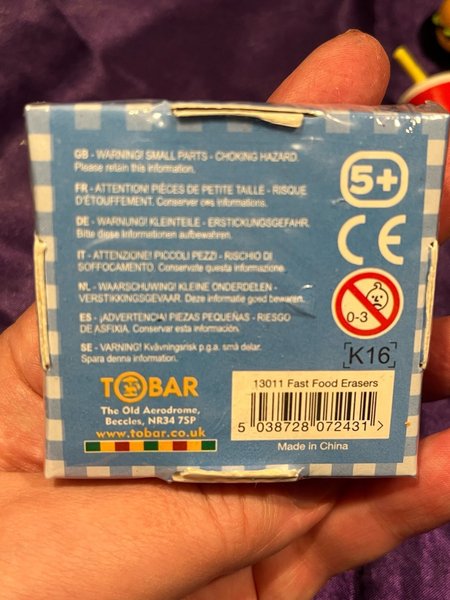 GB - WARNING! SMALL PARTS - CHOKING HAZARD.
Please retain this information.
FR - ATTENTION! PIÈCES DE PETITE TAILLE - RISQUE
D'ÉTOUFFEMENT. Conserver ces informations.
DE - WARNUNG! KLEINTEILE - ERSTICKUNGSGEFAHR.
Bitte diese Informationen aufbewahren.
IT - ATTENZIONE! PICCOLI PEZZI - RISCHIO DI
SOFFOCAMENTO. Conservate questa informazione.
NL - WAARSCHUWING! KLEINE ONDERDELEN -
VERSTIKKINGSGEVAAR. Deze informatie goed bewaren.
ES - ¡ADVERTENCIA! PIEZAS PEQUEÑAS - RIESGO
DE ASFIXIA. Conservar esta información.
SE - VARNING! Kvävningsrisk p.g.a. små delar.
Spara denna information.
5+
CE
0-3
K16
TOBAR
The Old Aerodrome,
Beccles, NR34 7SP
www.tobar.co.uk
13011 Fast Food Erasers
5 038728 072431 >
Made in China